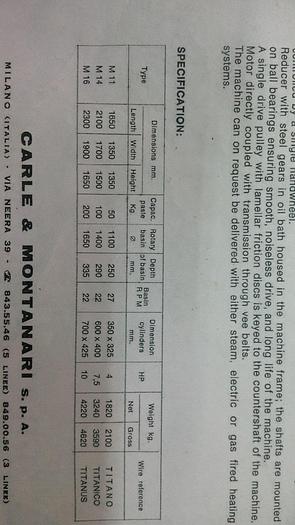 Reducer with steel gears in oil bath housed in the machine frame; the shafts are mounted
on ball bearings ensuring smooth, noiseless drive, and long life of the machine.
A single drive pulley with lamellar friction discs is keyed to the countershaft of the machine.
Motor directly coupled with transmission through vee belts.
The machine can on request be delivered with either steam, electric or gas fired heating
systems.
SPECIFICATION:
Type Dimensions mm. Capac. paste Kg. Rotary basin Ø Depth of basin mm. Basin R P M Dimension cylinders mm. HP Weight kg. Wire reference
Length Width Height Net Gross
M 11 1650 1350 1350 50 1100 250 27 350 x 325 4 1820 2100 TITANO
M 14 2100 1700 1500 100 1400 290 22 600 x 400 7,5 3240 3590 TITANICO
M 16 2300 1900 1650 200 1650 335 22 700 x 425 10 4220 4620 TITANUS
CARLE & MONTANARI S. p. A.
MILANO (ITALIA) · VIA NEERA 39 · ☎ 843.55.46 (5 LINEE) 849.00.56 (3 LINEE)